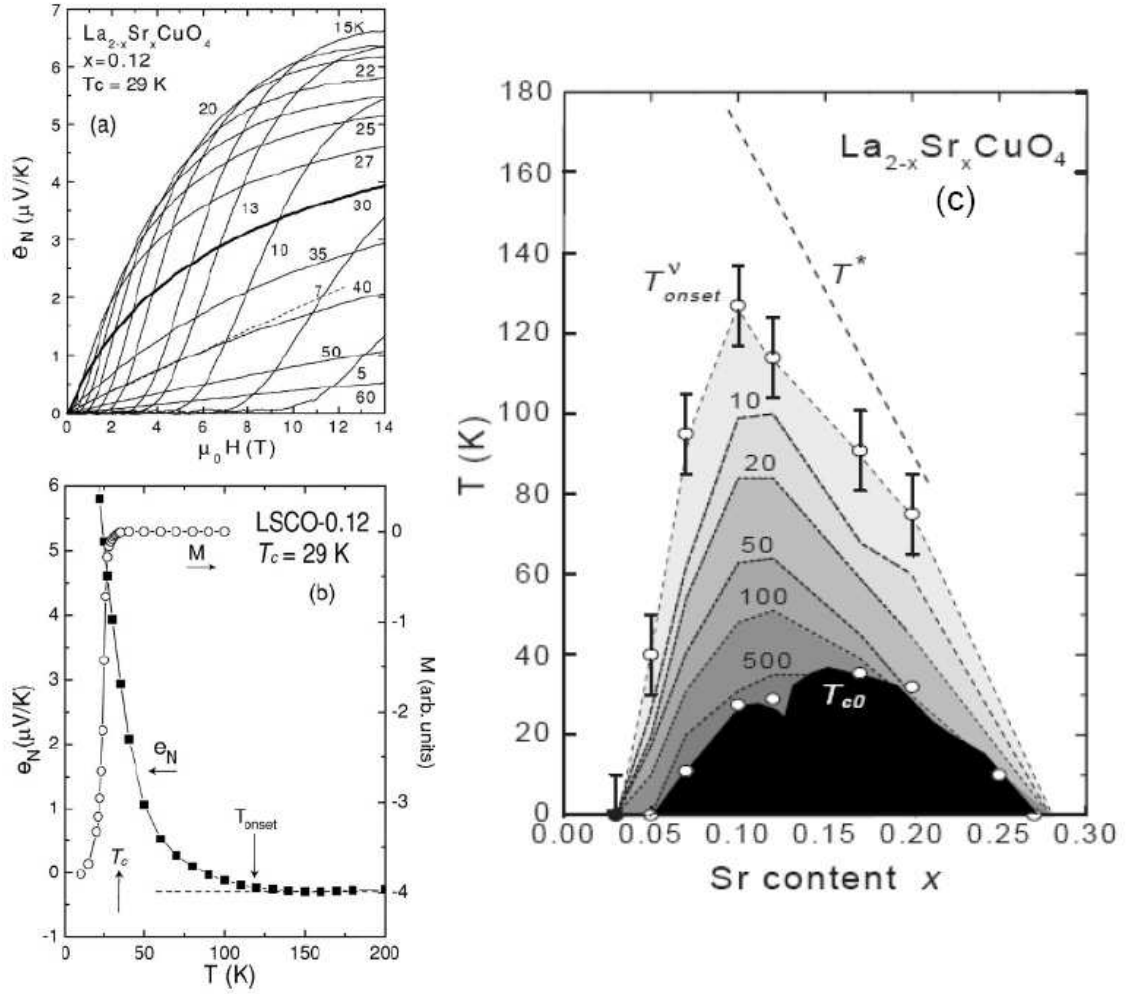 La2-xSrxCuO4
x=0.12
Tc = 29 K
(a)
15K
22
20
25
27
13
30
10
35
7
40
50
5
60
7
6
5
4
3
2
1
0
eN (μV/K)
0 2 4 6 8 10 12 14
μ0H (T)
LSCO-0.12
Tc = 29 K
(b)
M
eN
Tonset
Tc
6
5
4
3
2
1
0
-1
eN(μV/K)
0
-1
-2
-3
-4
M (arb. units)
0 50 100 150 200
T (K)
La2-xSrxCuO4
(c)
T^ν onset
T*
10
20
50
100
500
Tc0
180
160
140
120
100
80
60
40
20
0
T (K)
0.00 0.05 0.10 0.15 0.20 0.25 0.30
Sr content x